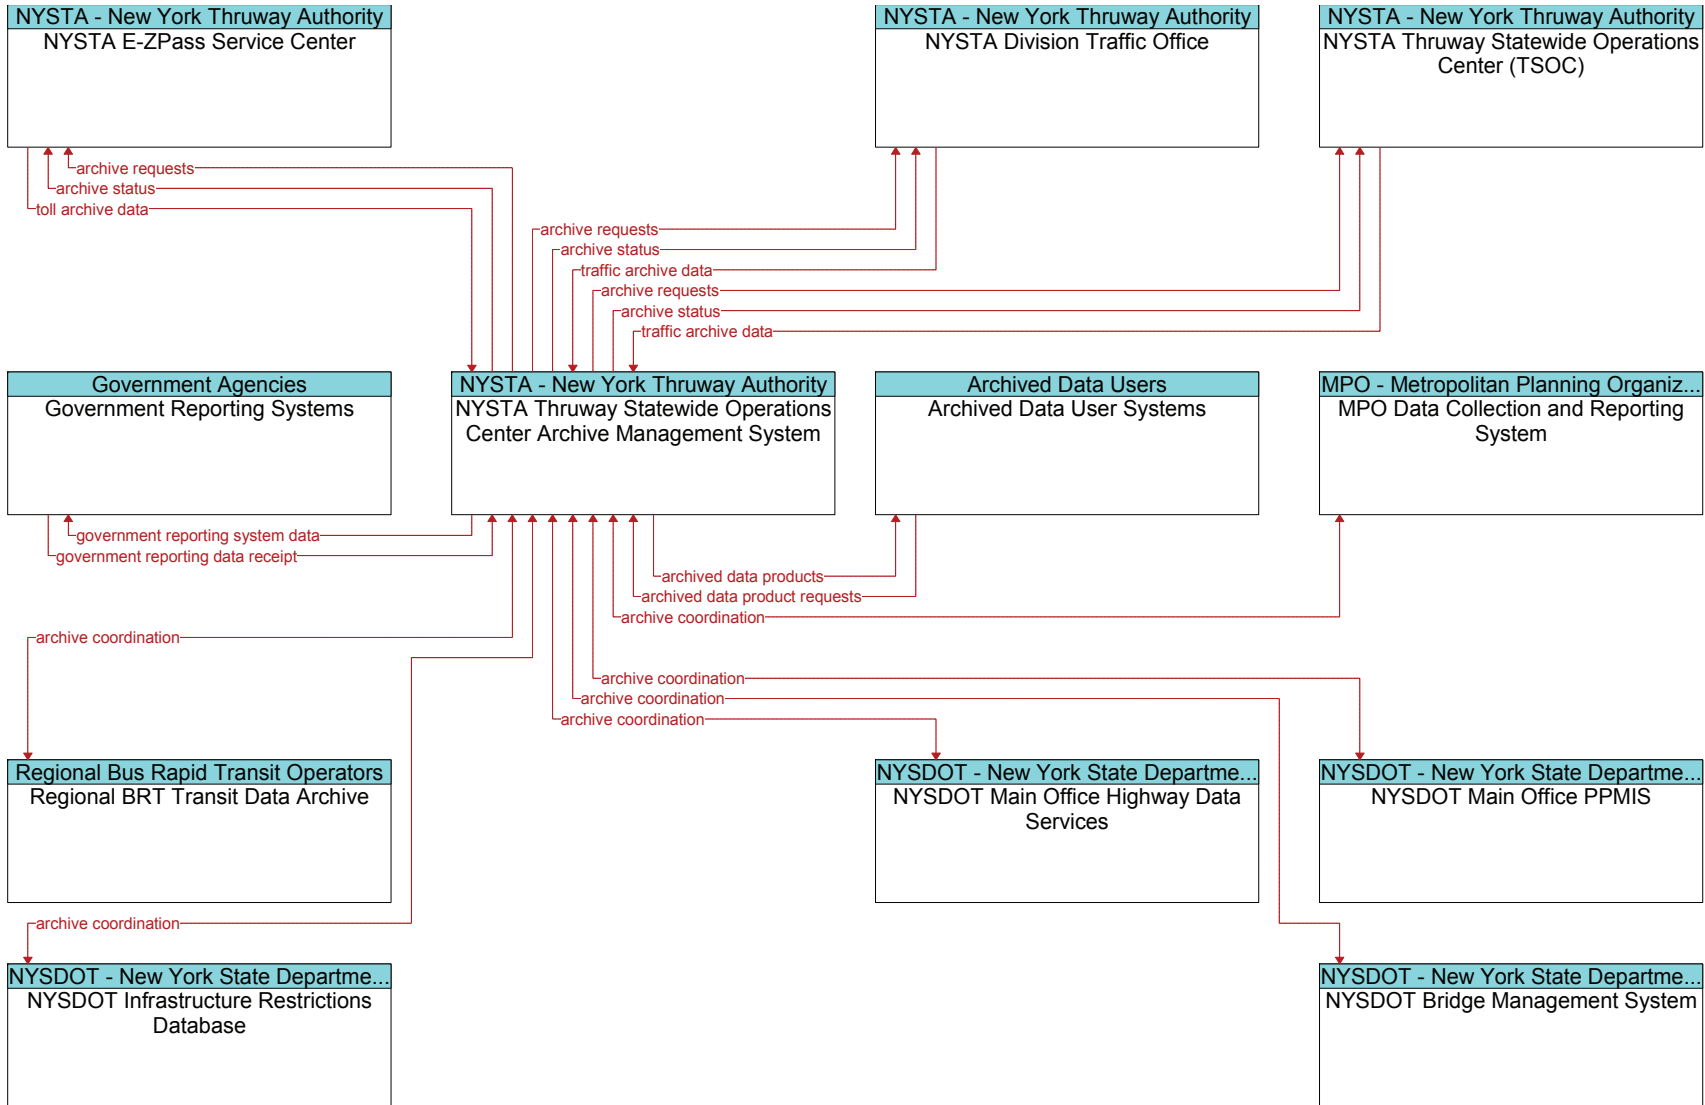 NYSTA - New York Thruway Authority
NYSTA E-ZPass Service Center
NYSTA - New York Thruway Authority
NYSTA Division Traffic Office
NYSTA - New York Thruway Authority
NYSTA Thruway Statewide Operations
Center (TSOC)
archive requests
archive status
toll archive data
archive requests
archive status
traffic archive data
archive requests
archive status
traffic archive data
Government Agencies
Government Reporting Systems
NYSTA - New York Thruway Authority
NYSTA Thruway Statewide Operations
Center Archive Management System
Archived Data Users
Archived Data User Systems
MPO - Metropolitan Planning Organiz...
MPO Data Collection and Reporting
System
government reporting system data
government reporting data receipt
archived data products
archived data product requests
archive coordination
archive coordination
archive coordination
archive coordination
archive coordination
Regional Bus Rapid Transit Operators
Regional BRT Transit Data Archive
NYSDOT - New York State Departme...
NYSDOT Main Office Highway Data
Services
NYSDOT - New York State Departme...
NYSDOT Main Office PPMIS
archive coordination
NYSDOT - New York State Departme...
NYSDOT Infrastructure Restrictions
Database
NYSDOT - New York State Departme...
NYSDOT Bridge Management System